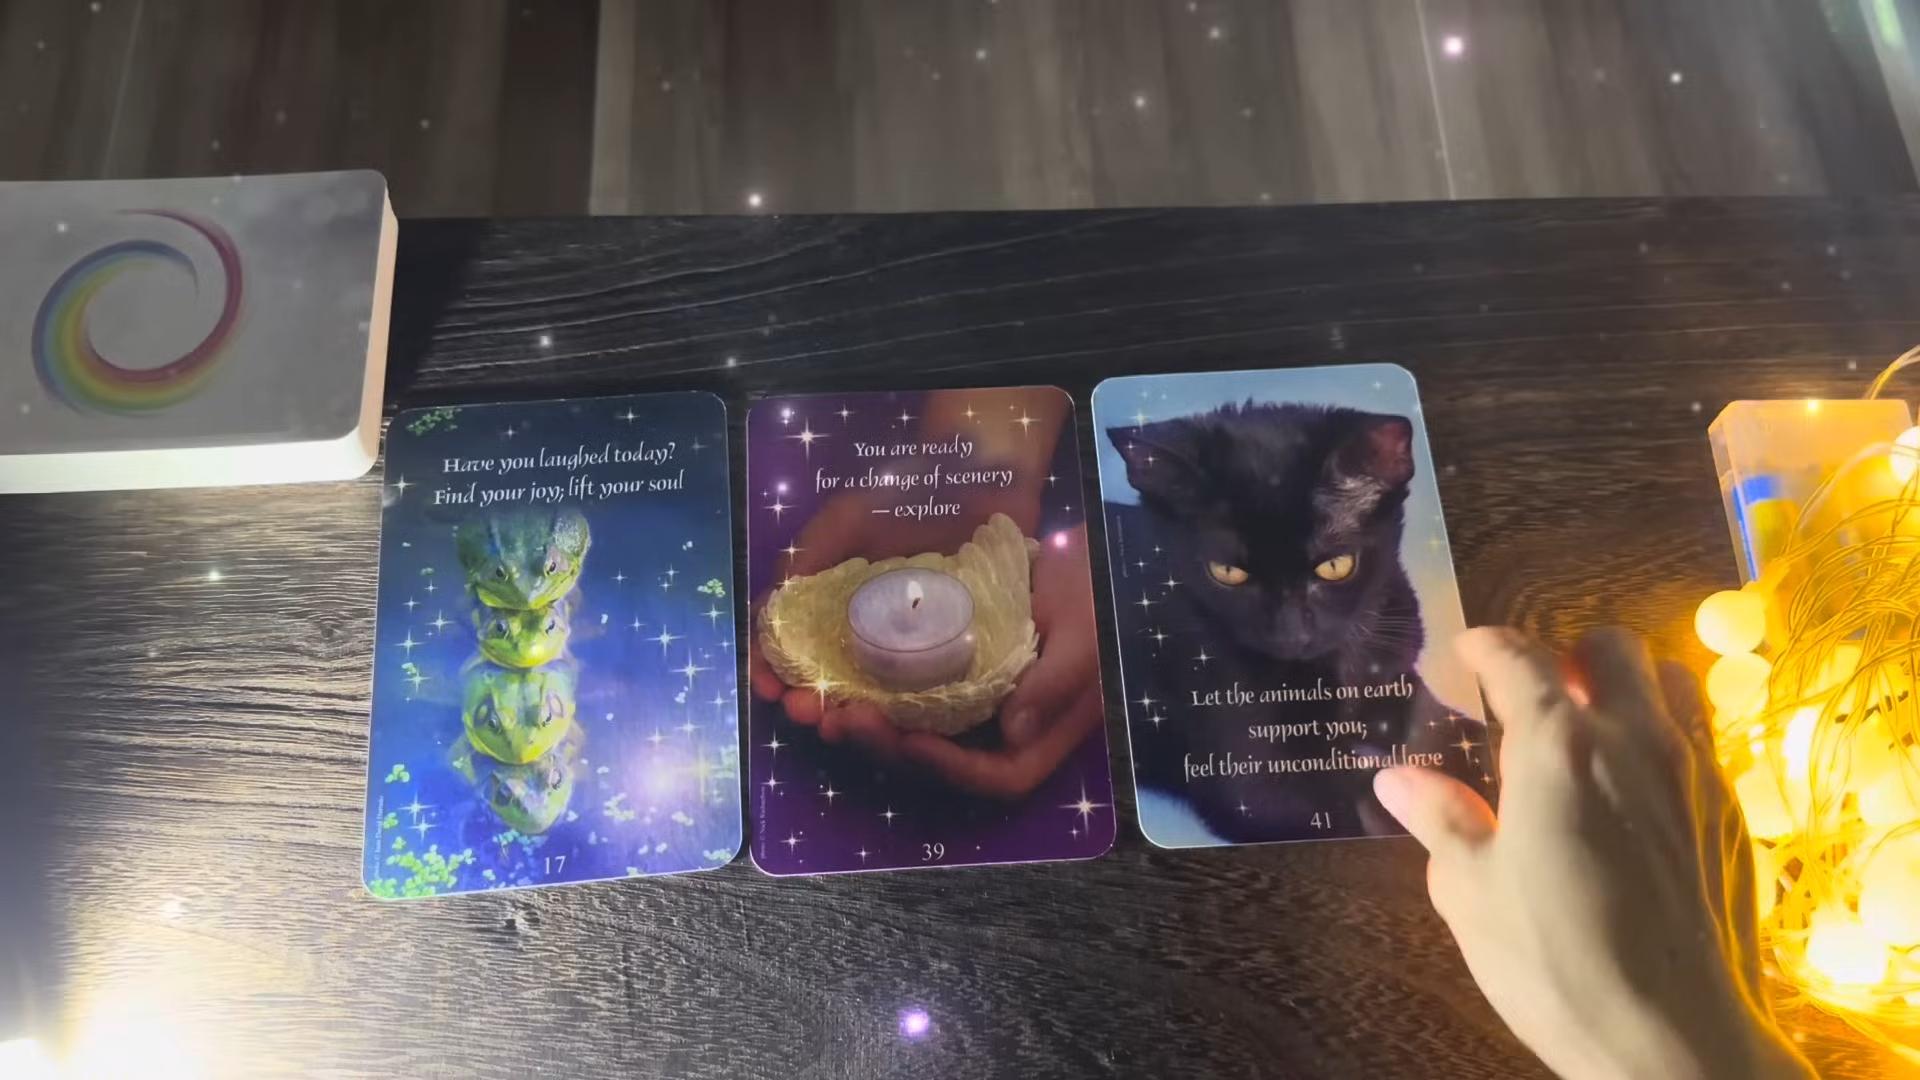 Have you laughed today?
Find your joy; lift your soul
17
You are ready
for a change of scenery
— explore
39
Let the animals on earth
support you;
feel their unconditional love
41